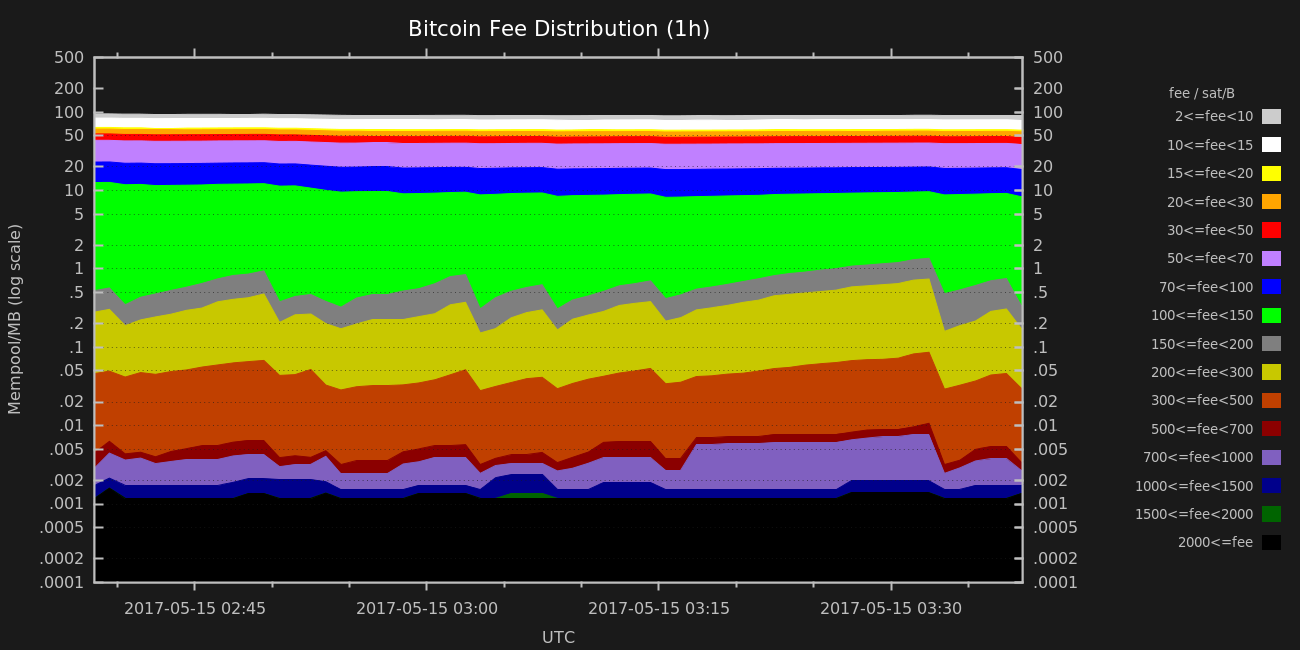 Bitcoin Fee Distribution (1h)
Mempool/MB (log scale)
500
200
100
50
20
10
5
2
1
.5
.2
.1
.05
.02
.01
.005
.002
.001
.0005
.0002
.0001
500
200
100
50
20
10
5
2
1
.5
.2
.1
.05
.02
.01
.005
.002
.001
.0005
.0002
.0001
2017-05-15 02:45
2017-05-15 03:00
2017-05-15 03:15
2017-05-15 03:30
UTC
fee / sat/B
2<=fee<10
10<=fee<15
15<=fee<20
20<=fee<30
30<=fee<50
50<=fee<70
70<=fee<100
100<=fee<150
150<=fee<200
200<=fee<300
300<=fee<500
500<=fee<700
700<=fee<1000
1000<=fee<1500
1500<=fee<2000
2000<=fee